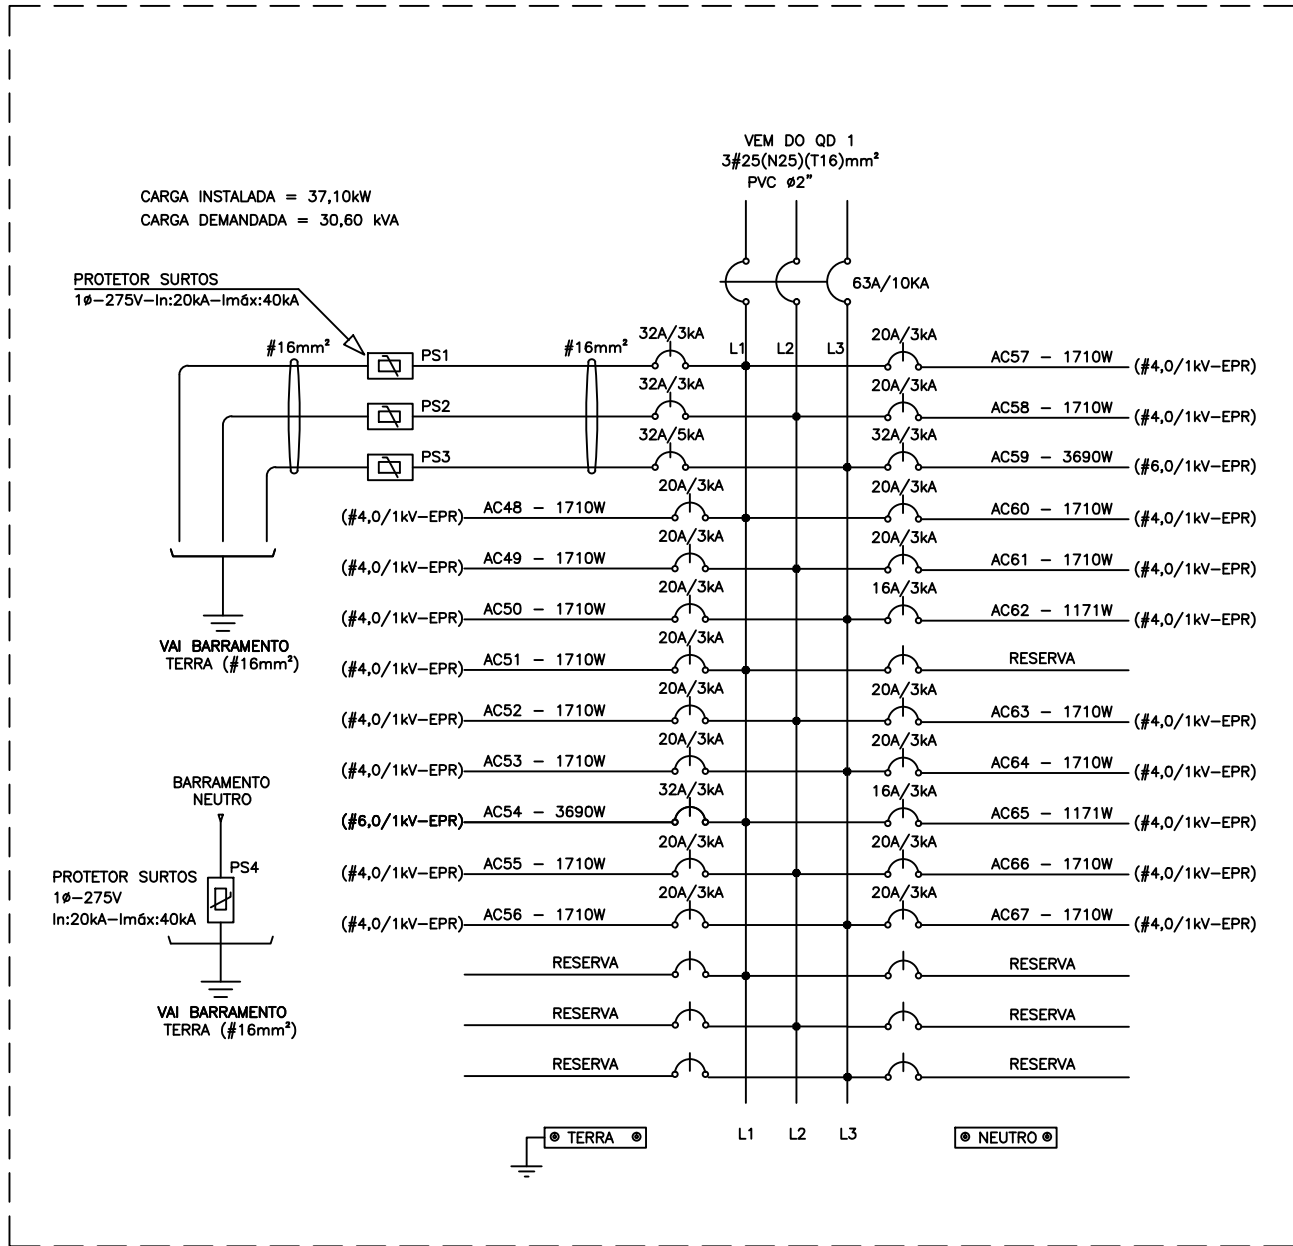 VEM DO QD 1
3#25(N25)(T16)mm²
PVC ø2"
CARGA INSTALADA = 37,10kW
CARGA DEMANDADA = 30,60 kVA
63A/10KA
PROTETOR SURTOS
1ø-275V-In:20kA-Imáx:40kA
#16mm²
#16mm²
L1
L2
L3
PS1
32A/3kA
20A/3kA
AC57 - 1710W
(#4,0/1kV-EPR)
PS2
32A/3kA
20A/3kA
AC58 - 1710W
(#4,0/1kV-EPR)
PS3
32A/5kA
32A/3kA
AC59 - 3690W
(#6,0/1kV-EPR)
(#4,0/1kV-EPR)
AC48 - 1710W
20A/3kA
20A/3kA
AC60 - 1710W
(#4,0/1kV-EPR)
(#4,0/1kV-EPR)
AC49 - 1710W
20A/3kA
20A/3kA
AC61 - 1710W
(#4,0/1kV-EPR)
(#4,0/1kV-EPR)
AC50 - 1710W
20A/3kA
16A/3kA
AC62 - 1171W
(#4,0/1kV-EPR)
VAI BARRAMENTO
TERRA (#16mm²)
(#4,0/1kV-EPR)
AC51 - 1710W
20A/3kA
RESERVA
(#4,0/1kV-EPR)
AC52 - 1710W
20A/3kA
20A/3kA
AC63 - 1710W
(#4,0/1kV-EPR)
(#4,0/1kV-EPR)
AC53 - 1710W
20A/3kA
20A/3kA
AC64 - 1710W
(#4,0/1kV-EPR)
BARRAMENTO
NEUTRO
(#6,0/1kV-EPR)
AC54 - 3690W
32A/3kA
16A/3kA
AC65 - 1171W
(#4,0/1kV-EPR)
PS4
PROTETOR SURTOS
1ø-275V
In:20kA-Imáx:40kA
(#4,0/1kV-EPR)
AC55 - 1710W
20A/3kA
20A/3kA
AC66 - 1710W
(#4,0/1kV-EPR)
(#4,0/1kV-EPR)
AC56 - 1710W
20A/3kA
20A/3kA
AC67 - 1710W
(#4,0/1kV-EPR)
RESERVA
RESERVA
VAI BARRAMENTO
TERRA (#16mm²)
RESERVA
RESERVA
RESERVA
RESERVA
TERRA
L1
L2
L3
NEUTRO